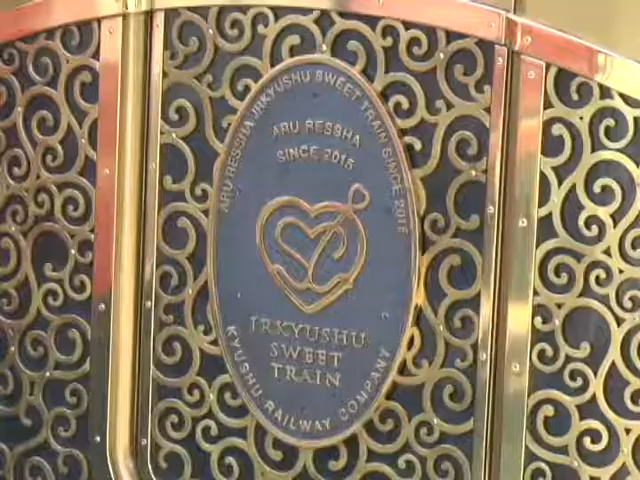 ARU RESSHA JRKYUSHU SWEET TRAIN SINCE 2015
ARU RESSHA
SINCE 2015
JRKYUSHU
SWEET
TRAIN
KYUSHU RAILWAY COMPANY